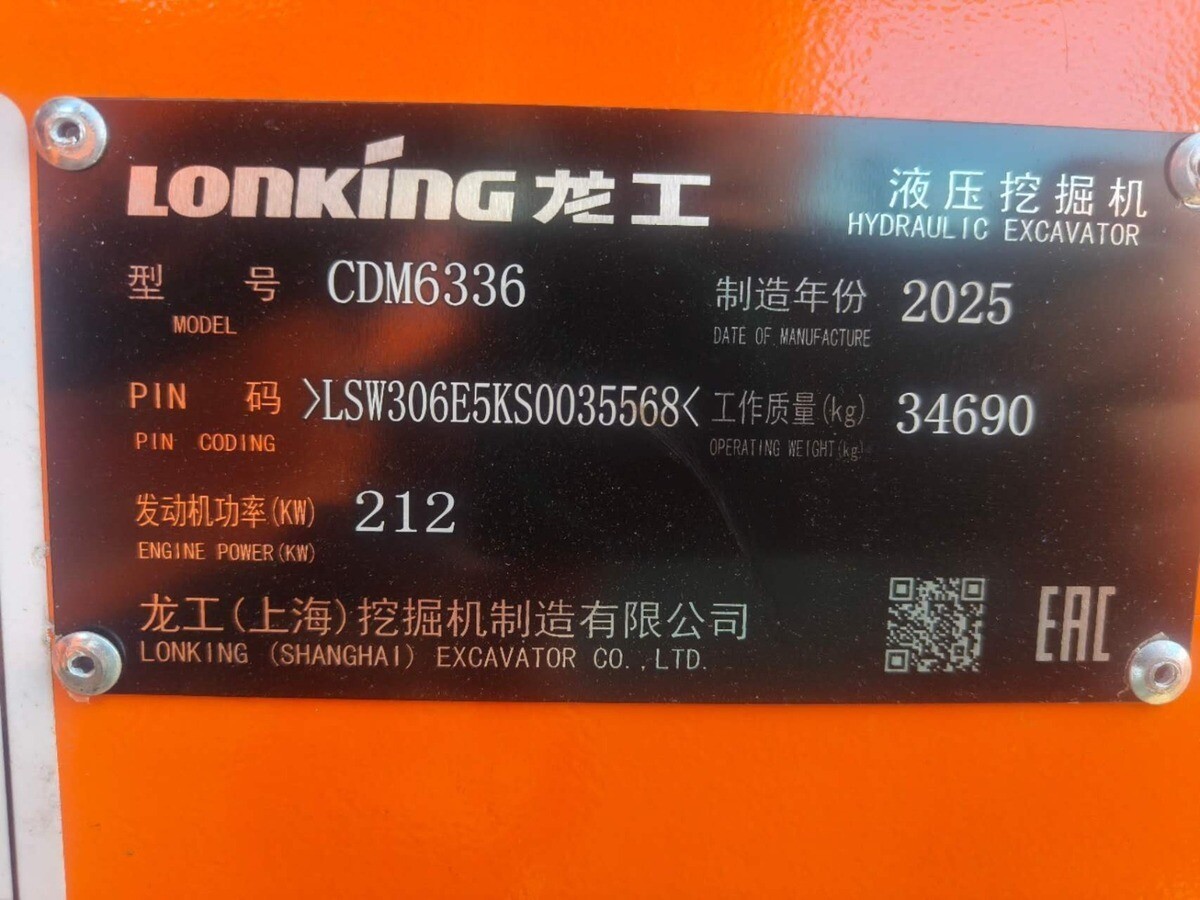 LONKING 龙工
液压挖掘机
HYDRAULIC EXCAVATOR
型 号 CDM6336
MODEL
制造年份 2025
DATE OF MANUFACTURE
PIN 码 >LSW306E5KS0035568<
PIN CODING
工作质量(kg) 34690
OPERATING WEIGHT(kg)
发动机功率(KW) 212
ENGINE POWER(KW)
龙工(上海)挖掘机制造有限公司
LONKING (SHANGHAI) EXCAVATOR CO.,LTD.
EAC